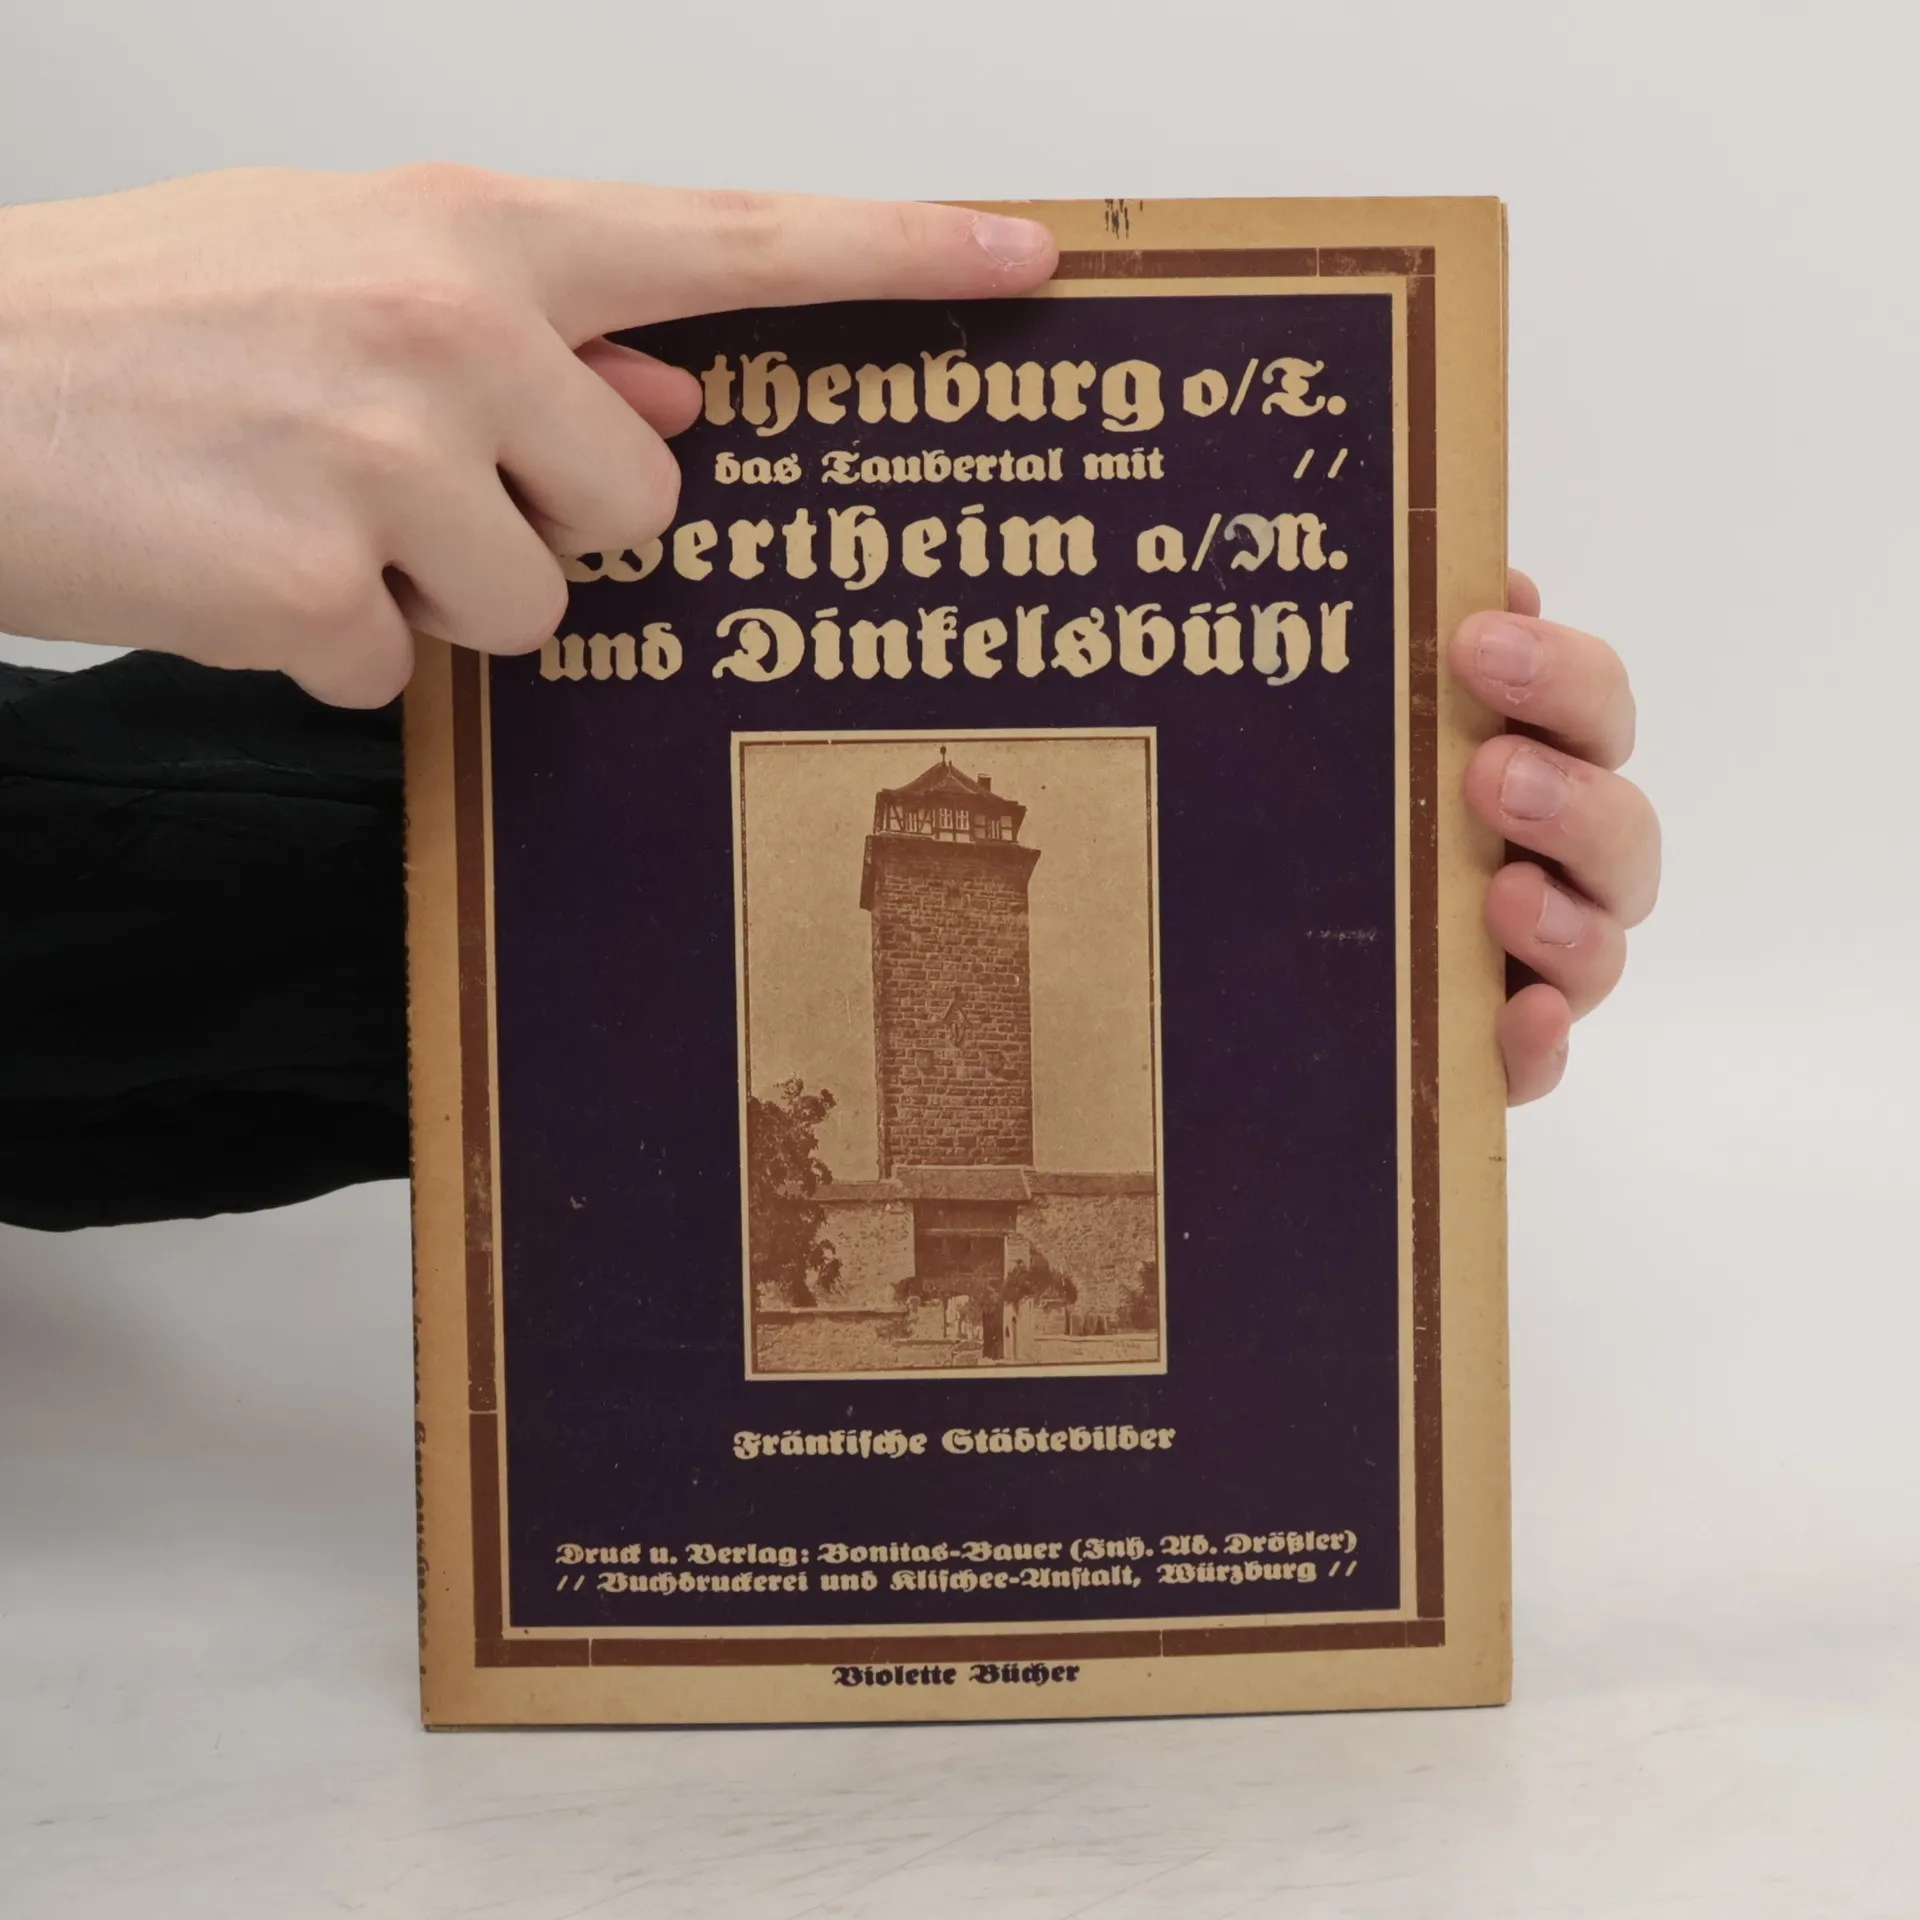 thenburg o/T.
das Taubertal mit //
Wertheim a/M.
und Dinkelsbühl
Fränkische Städtebilder
Druck u. Verlag: Bonitas-Bauer (Inh. Ad. Drößler)
// Buchdruckerei und Klischee-Anstalt, Würzburg //
Violette Bücher